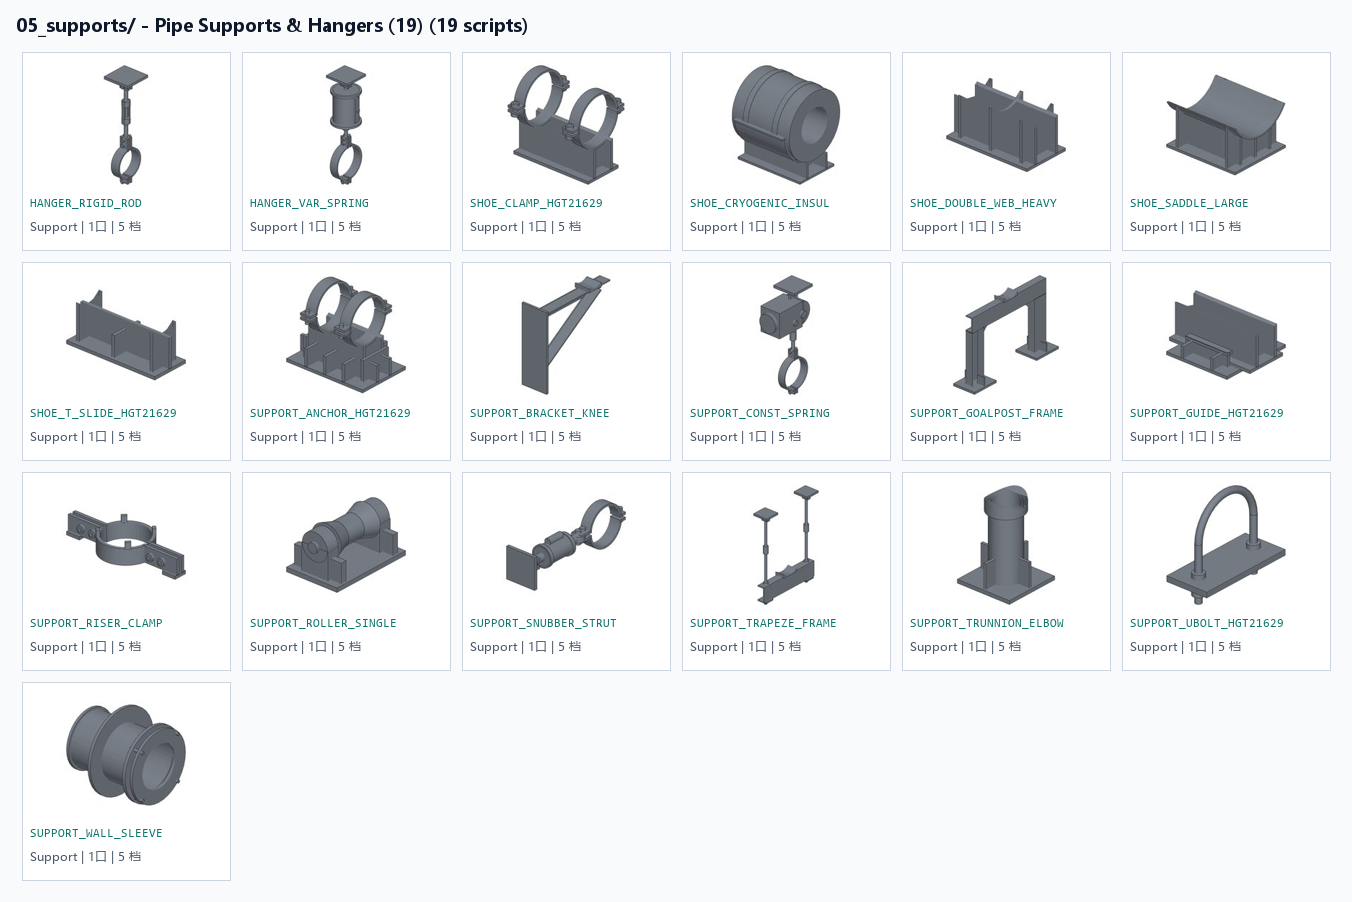 05_supports/ - Pipe Supports & Hangers (19) (19 scripts)
HANGER_RIGID_ROD
Support | 1口 | 5 档
HANGER_VAR_SPRING
Support | 1口 | 5 档
SHOE_CLAMP_HGT21629
Support | 1口 | 5 档
SHOE_CRYOGENIC_INSUL
Support | 1口 | 5 档
SHOE_DOUBLE_WEB_HEAVY
Support | 1口 | 5 档
SHOE_SADDLE_LARGE
Support | 1口 | 5 档
SHOE_T_SLIDE_HGT21629
Support | 1口 | 5 档
SUPPORT_ANCHOR_HGT21629
Support | 1口 | 5 档
SUPPORT_BRACKET_KNEE
Support | 1口 | 5 档
SUPPORT_CONST_SPRING
Support | 1口 | 5 档
SUPPORT_GOALPOST_FRAME
Support | 1口 | 5 档
SUPPORT_GUIDE_HGT21629
Support | 1口 | 5 档
SUPPORT_RISER_CLAMP
Support | 1口 | 5 档
SUPPORT_ROLLER_SINGLE
Support | 1口 | 5 档
SUPPORT_SNUBBER_STRUT
Support | 1口 | 5 档
SUPPORT_TRAPEZE_FRAME
Support | 1口 | 5 档
SUPPORT_TRUNNION_ELBOW
Support | 1口 | 5 档
SUPPORT_UBOLT_HGT21629
Support | 1口 | 5 档
SUPPORT_WALL_SLEEVE
Support | 1口 | 5 档